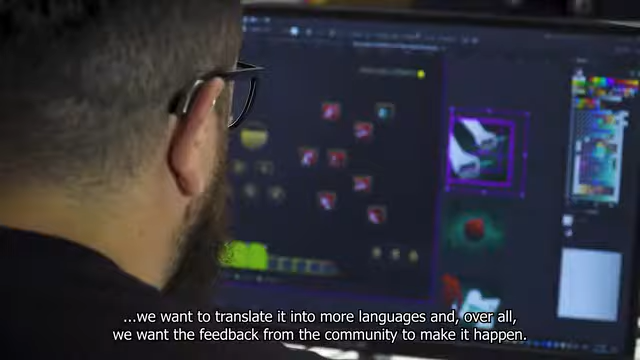 ...we want to translate it into more languages and, over all,
we want the feedback from the community to make it happen.